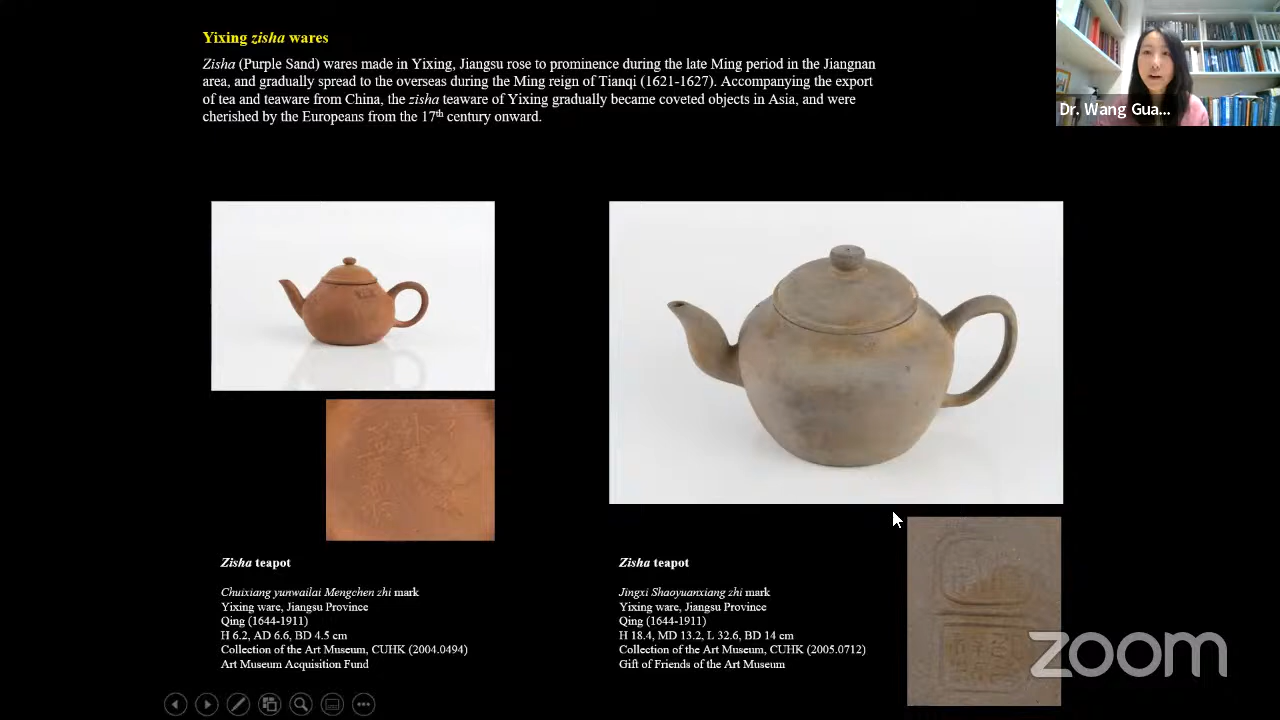 Yixing zisha wares
Zisha (Purple Sand) wares made in Yixing, Jiangsu rose to prominence during the late Ming period in the Jiangnan
area, and gradually spread to the overseas during the Ming reign of Tianqi (1621-1627). Accompanying the export
of tea and teaware from China, the zisha teaware of Yixing gradually became coveted objects in Asia, and were
cherished by the Europeans from the 17th century onward.
Dr. Wang Gua...
Zisha teapot
Chuixiang yunwailai Mengchen zhi mark
Yixing ware, Jiangsu Province
Qing (1644-1911)
H 6.2, AD 6.6, BD 4.5 cm
Collection of the Art Museum, CUHK (2004.0494)
Art Museum Acquisition Fund
Zisha teapot
Jingxi Shaoyuanxiang zhi mark
Yixing ware, Jiangsu Province
Qing (1644-1911)
H 18.4, MD 13.2, L 32.6, BD 14 cm
Collection of the Art Museum, CUHK (2005.0712)
Gift of Friends of the Art Museum
zoom